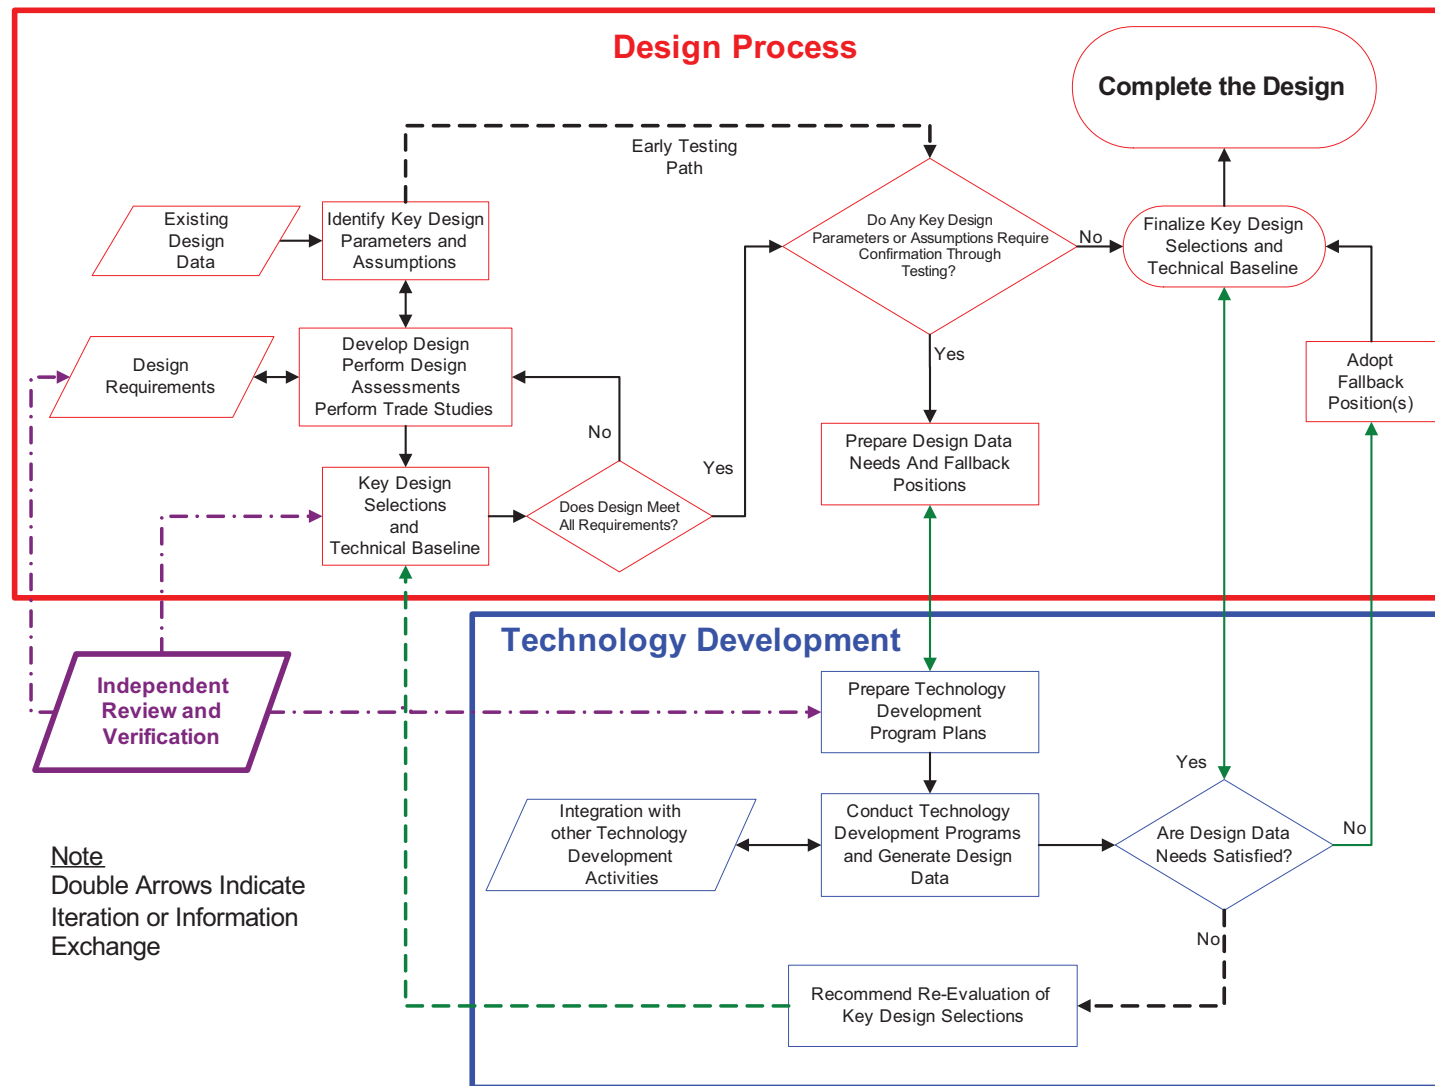 Design Process
Complete the Design
Early Testing
Path
Existing
Design
Data
Identify Key Design
Parameters and
Assumptions
Do Any Key Design
Parameters or Assumptions Require
Confirmation Through
Testing?
No
Finalize Key Design
Selections and
Technical Baseline
Design
Requirements
Develop Design
Perform Design
Assessments
Perform Trade Studies
Yes
Adopt
Fallback
Position(s)
No
Yes
Prepare Design Data
Needs And Fallback
Positions
Key Design
Selections
and
Technical Baseline
Does Design Meet
All Requirements?
Technology Development
Independent
Review and
Verification
Prepare Technology
Development
Program Plans
Yes
Integration with
other Technology
Development
Activities
Conduct Technology
Development Programs
and Generate Design
Data
Are Design Data
Needs Satisfied?
No
Note
Double Arrows Indicate
Iteration or Information
Exchange
No
Recommend Re-Evaluation of
Key Design Selections